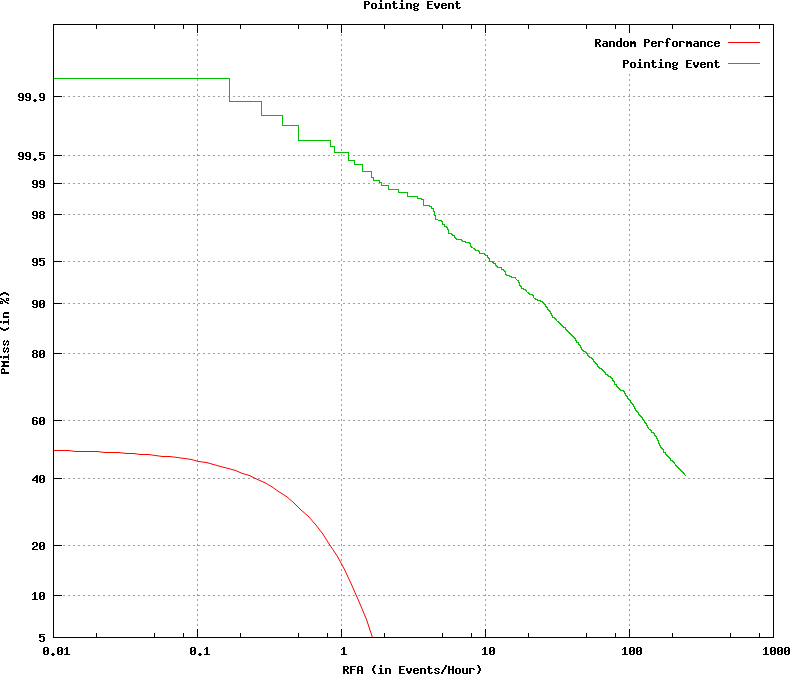 Pointing Event
Random Performance
Pointing Event
99.9
99.5
99
98
95
90
80
60
40
20
10
5
PMiss (in %)
0.01 0.1 1 10 100 1000
RFA (in Events/Hour)